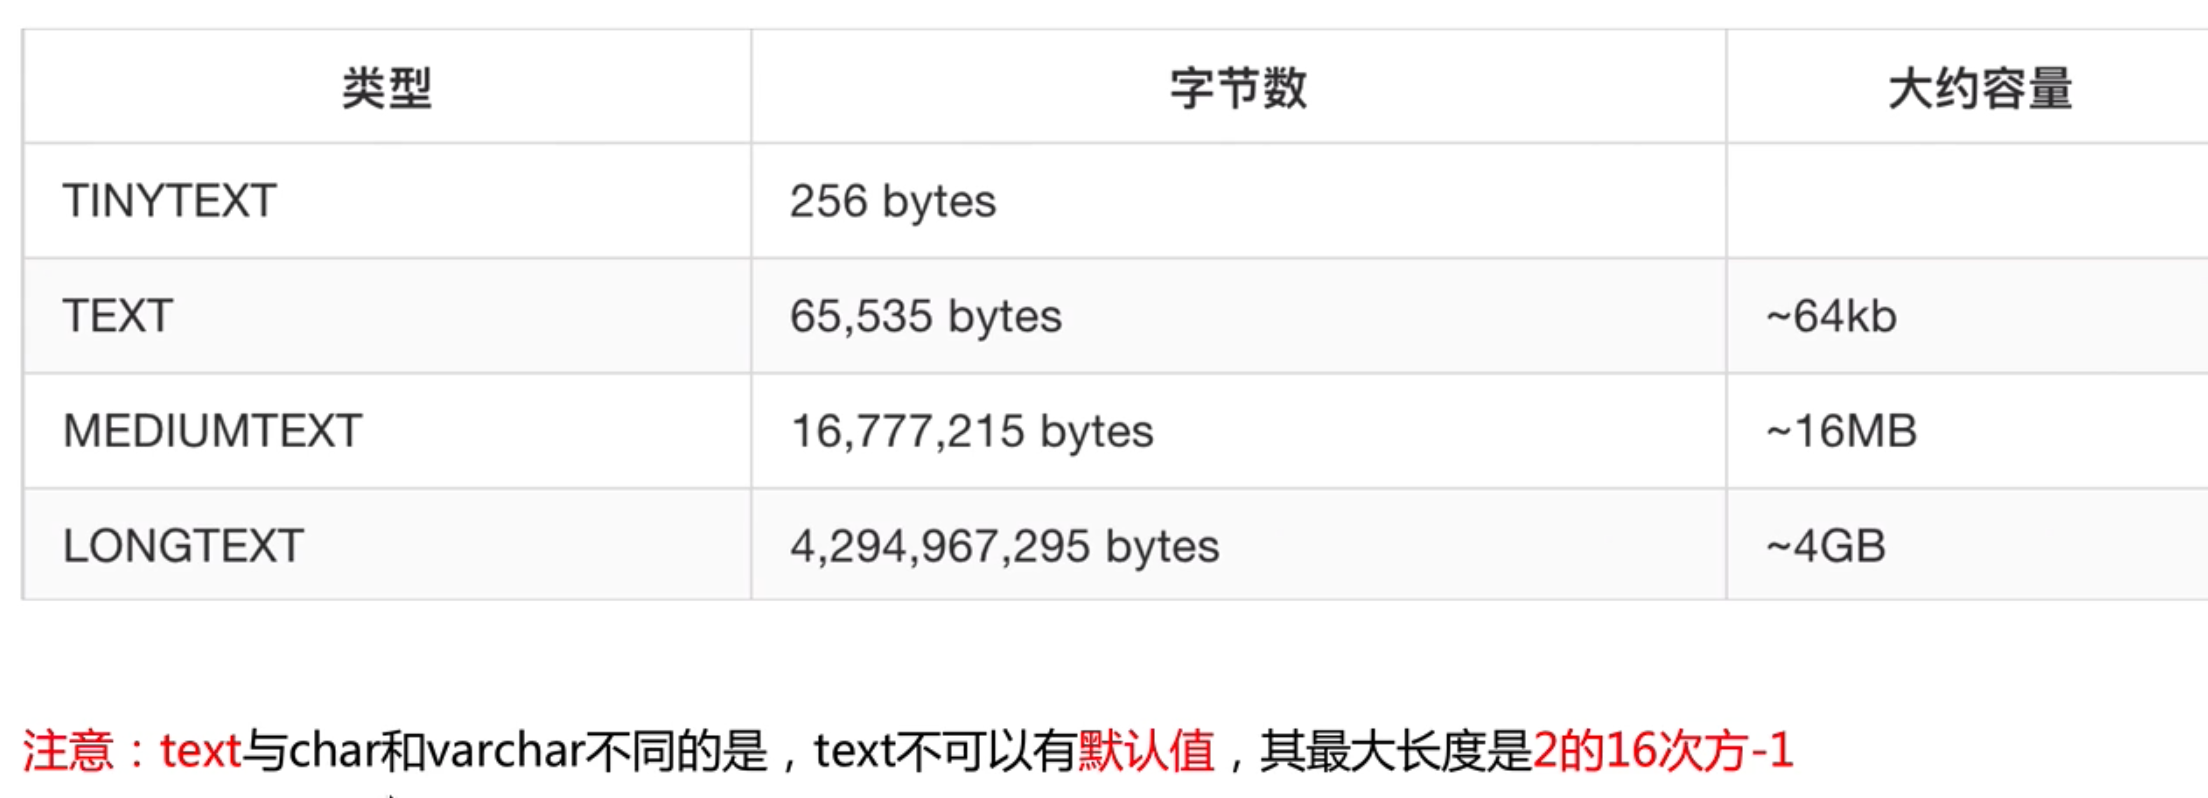 类型 字节数 大约容量
TINYTEXT 256 bytes
TEXT 65,535 bytes ~64kb
MEDIUMTEXT 16,777,215 bytes ~16MB
LONGTEXT 4,294,967,295 bytes ~4GB
注意：text与char和varchar不同的是，text不可以有默认值，其最大长度是2的16次方-1